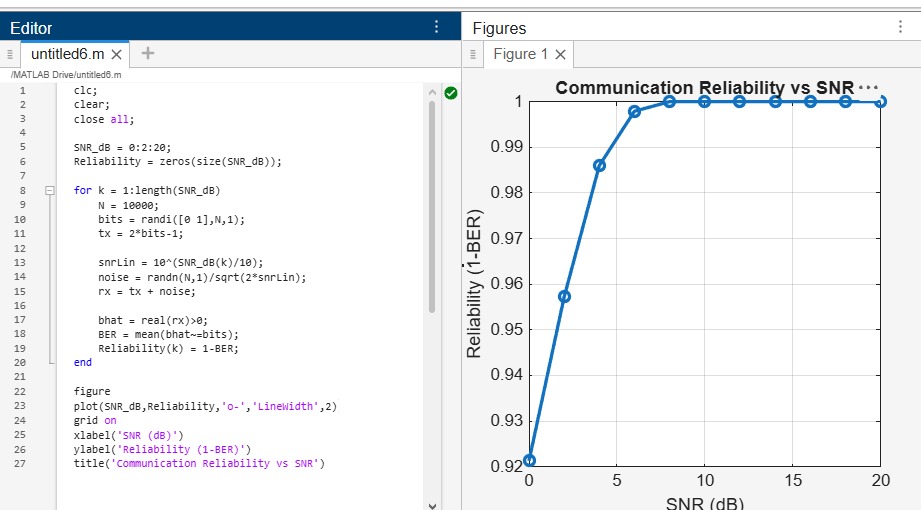 Editor
untitled6.m
/MATLAB Drive/untitled6.m
1 clc;
2 clear;
3 close all;
4
5 SNR_dB = 0:2:20;
6 Reliability = zeros(size(SNR_dB));
7
8 for k = 1:length(SNR_dB)
9 N = 10000;
10 bits = randi([0 1],N,1);
11 tx = 2*bits-1;
12
13 snrLin = 10^(SNR_dB(k)/10);
14 noise = randn(N,1)/sqrt(2*snrLin);
15 rx = tx + noise;
16
17 bhat = real(rx)>0;
18 BER = mean(bhat~=bits);
19 Reliability(k) = 1-BER;
20 end
21
22 figure
23 plot(SNR_dB,Reliability,'o-','LineWidth',2)
24 grid on
25 xlabel('SNR (dB)')
26 ylabel('Reliability (1-BER)')
27 title('Communication Reliability vs SNR')
Figures
Figure 1
Communication Reliability vs SNR
Reliability (1-BER)
1
0.99
0.98
0.97
0.96
0.95
0.94
0.93
0.92
0 5 10 15 20
SNR (dB)